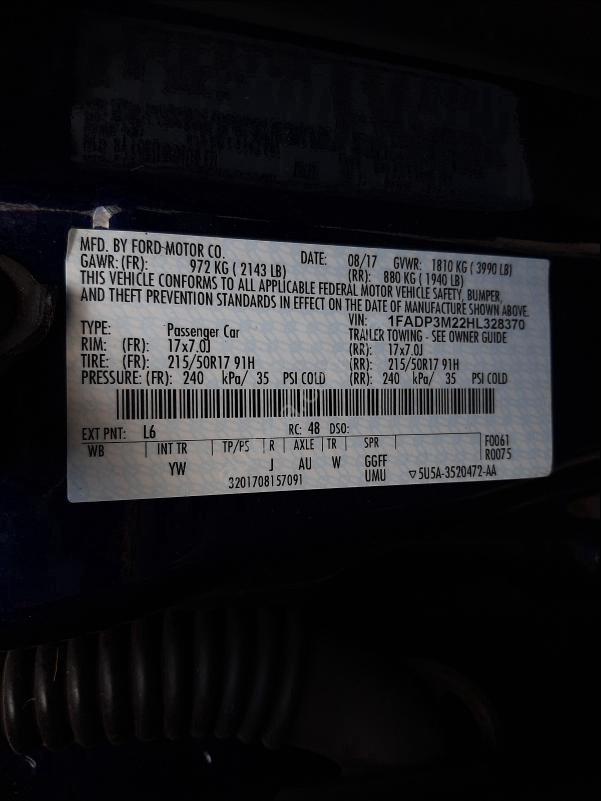 MFD. BY FORD MOTOR CO. DATE: 08/17 GVWR: 1810 KG ( 3990 LB)
GAWR: (FR): 972 KG ( 2143 LB) (RR): 880 KG ( 1940 LB)
THIS VEHICLE CONFORMS TO ALL APPLICABLE FEDERAL MOTOR VEHICLE SAFETY, BUMPER,
AND THEFT PREVENTION STANDARDS IN EFFECT ON THE DATE OF MANUFACTURE SHOWN ABOVE.
VIN: 1FADP3M22HL328370
TYPE: Passenger Car TRAILER TOWING - SEE OWNER GUIDE
RIM: (FR): 17x7.0J (RR): 17x7.0J
TIRE: (FR): 215/50R17 91H (RR): 215/50R17 91H
PRESSURE: (FR): 240 kPa/ 35 PSI COLD (RR): 240 kPa/ 35 PSI COLD
EXT PNT: L6 RC: 48 DSO:
WB INT TR TP/PS R AXLE TR SPR F0061
R0075
YW J AU W GGFF
3201708157091 UMU ▽5U5A-3520472-AA